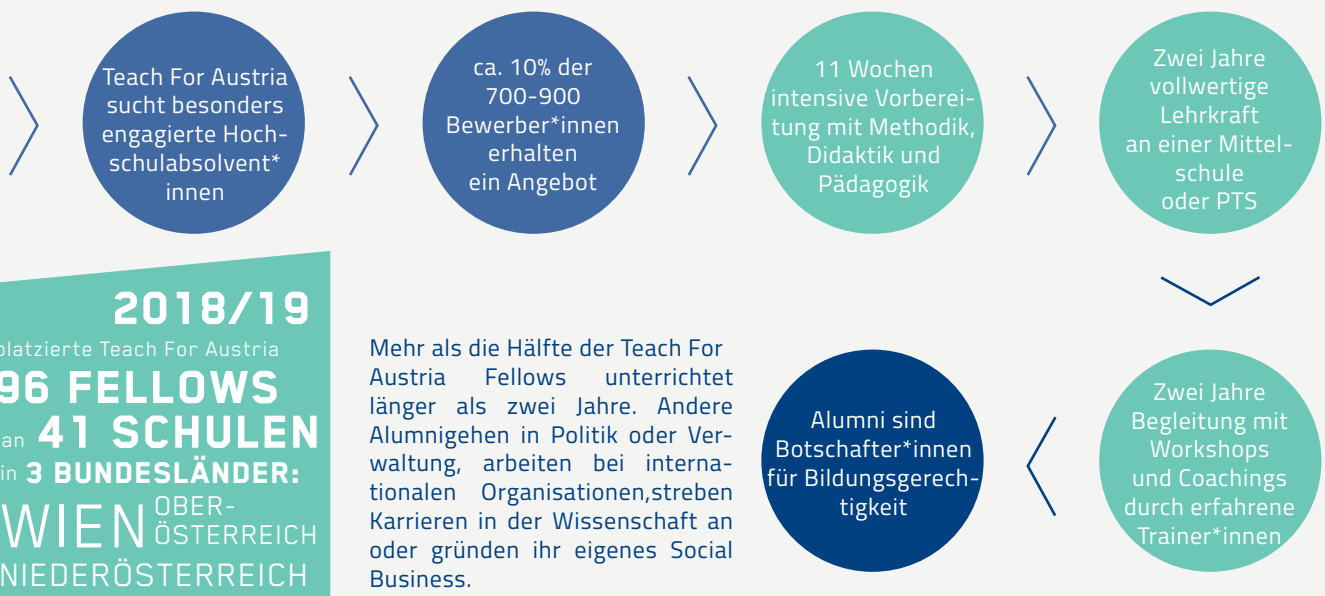 Teach For Austria
sucht besonders
engagierte Hoch-
schulabsolvent*
innen
ca. 10% der
700-900
Bewerber*innen
erhalten
ein Angebot
11 Wochen
intensive Vorberei-
tung mit Methodik,
Didaktik und
Pädagogik
Zwei Jahre
vollwertige
Lehrkraft
an einer Mittel-
schule
oder PTS
Zwei Jahre
Begleitung mit
Workshops
und Coachings
durch erfahrene
Trainer*innen
Alumni sind
Botschafter*innen
für Bildungsgerech-
tigkeit
Mehr als die Hälfte der Teach For
Austria Fellows unterrichtet
länger als zwei Jahre. Andere
Alumnigehen in Politik oder Ver-
waltung, arbeiten bei interna-
tionalen Organisationen,streben
Karrieren in der Wissenschaft an
oder gründen ihr eigenes Social
Business.
2018/19
platzierte Teach For Austria
96 FELLOWS
an 41 SCHULEN
in 3 BUNDESLÄNDER:
WIEN OBER-
ÖSTERREICH
NIEDERÖSTERREICH